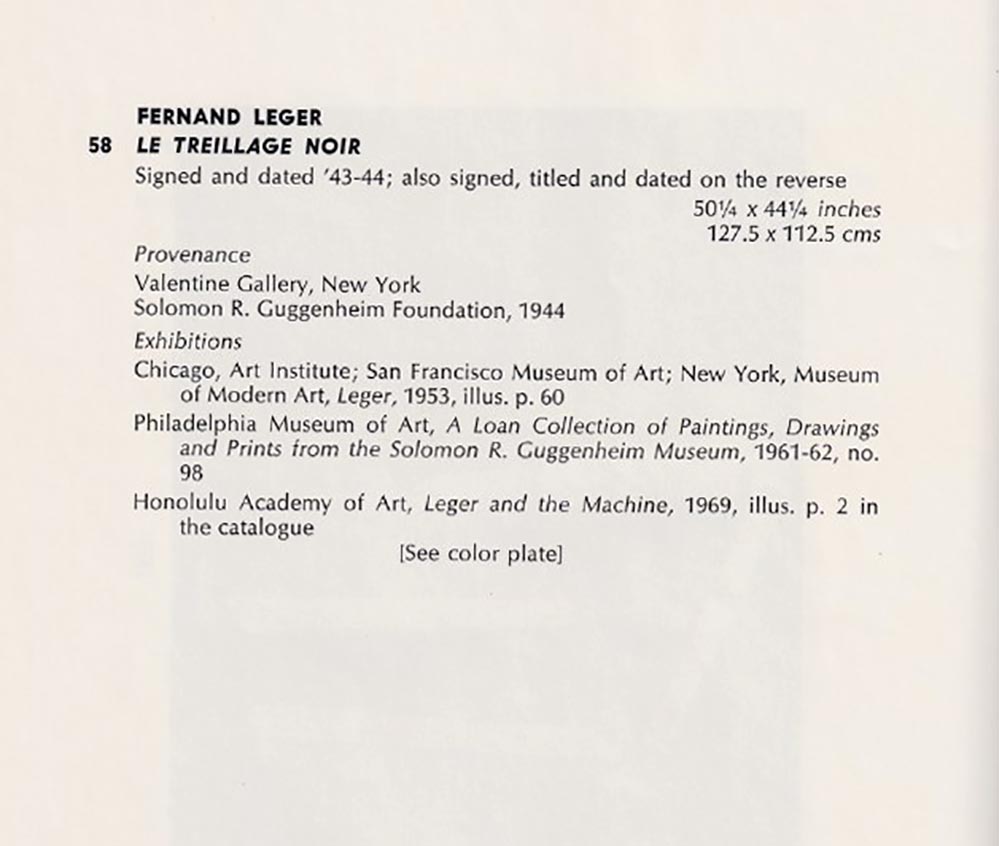 FERNAND LEGER
58 LE TREILLAGE NOIR
Signed and dated '43-44; also signed, titled and dated on the reverse
50¼ x 44¼ inches
127.5 x 112.5 cms
Provenance
Valentine Gallery, New York
Solomon R. Guggenheim Foundation, 1944
Exhibitions
Chicago, Art Institute; San Francisco Museum of Art; New York, Museum
of Modern Art, Leger, 1953, illus. p. 60
Philadelphia Museum of Art, A Loan Collection of Paintings, Drawings
and Prints from the Solomon R. Guggenheim Museum, 1961-62, no.
98
Honolulu Academy of Art, Leger and the Machine, 1969, illus. p. 2 in
the catalogue
[See color plate]